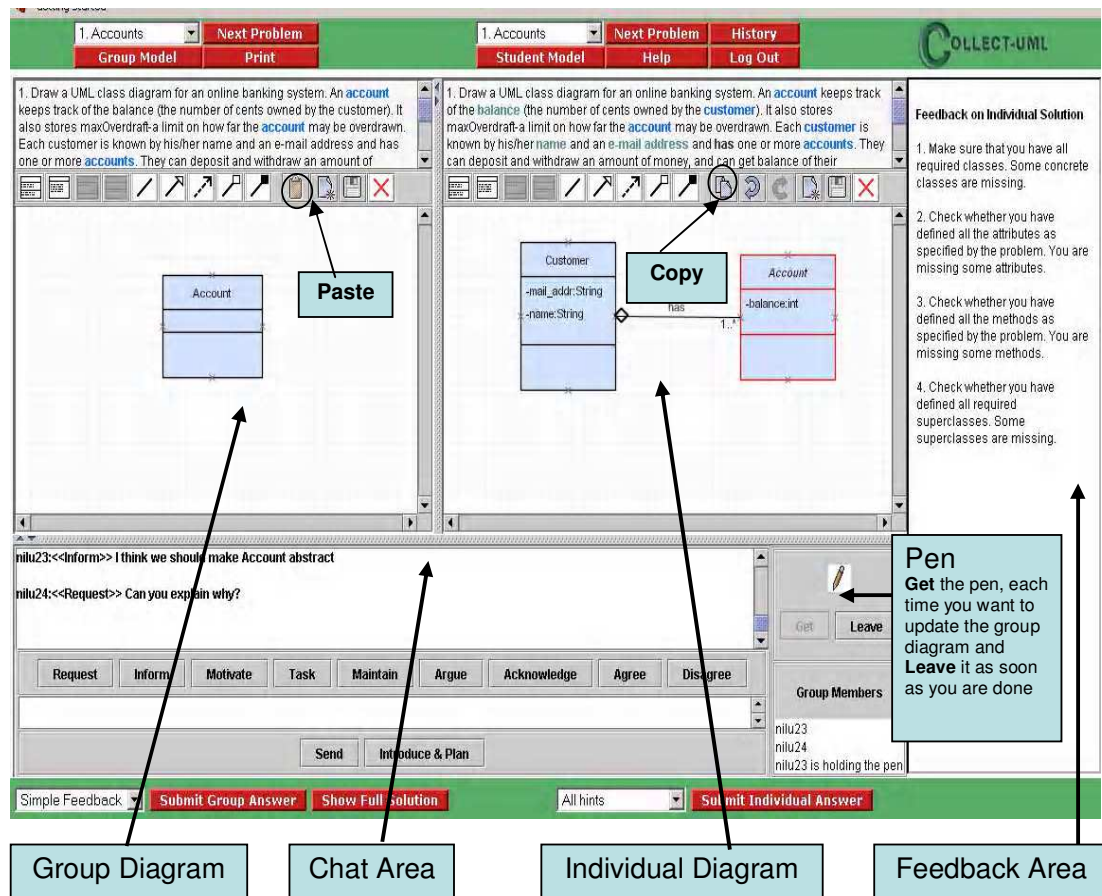 Getting Started
1. Accounts
Next Problem
Group Model
Print
1. Accounts
Next Problem
History
Student Model
Help
Log Out
COLLECT-UML
1. Draw a UML class diagram for an online banking system. An account
keeps track of the balance (the number of cents owned by the customer). It
also stores maxOverdraft-a limit on how far the account may be overdrawn.
Each customer is known by his/her name and an e-mail address and has
one or more accounts. They can deposit and withdraw an amount of
1. Draw a UML class diagram for an online banking system. An account keeps track
of the balance (the number of cents owned by the customer). It also stores
maxOverdraft-a limit on how far the account may be overdrawn. Each customer is
known by his/her name and an e-mail address and has one or more accounts. They
can deposit and withdraw an amount of money, and can get balance of their
Account
Paste
Customer
-mail_addr:String
-name:String
has
1..*
Copy
Account
-balance:int
Feedback on Individual Solution
1. Make sure that you have all
required classes. Some concrete
classes are missing.
2. Check whether you have
defined all the attributes as
specified by the problem. You are
missing some attributes.
3. Check whether you have
defined all the methods as
specified by the problem. You are
missing some methods.
4. Check whether you have
defined all required
superclasses. Some
superclasses are missing.
nilu23:<<Inform>> I think we should make Account abstract
nilu24:<<Request>> Can you explain why?
Get
Leave
Pen
Get the pen, each
time you want to
update the group
diagram and
Leave it as soon
as you are done
Request
Inform
Motivate
Task
Maintain
Argue
Acknowledge
Agree
Disagree
Send
Introduce & Plan
Group Members
nilu23
nilu24
nilu23 is holding the pen
Simple Feedback
Submit Group Answer
Show Full Solution
All hints
Submit Individual Answer
Group Diagram
Chat Area
Individual Diagram
Feedback Area